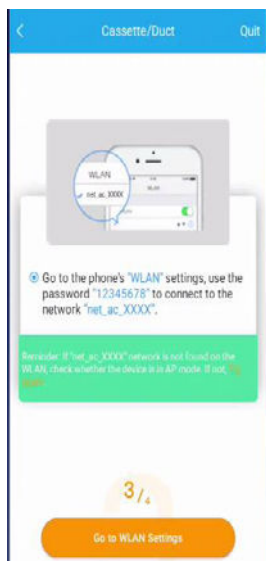 Cassette/Duct Quit
WLAN
net_ac_XXXX
WLAN
Go to the phone's "WLAN" settings, use the
password "12345678" to connect to the
network "net_ac_XXXX".
Reminder: If "net_ac_XXXX" network is not found on the
WLAN, check whether the device is in AP mode. If not,
3/4
Go to WLAN Settings